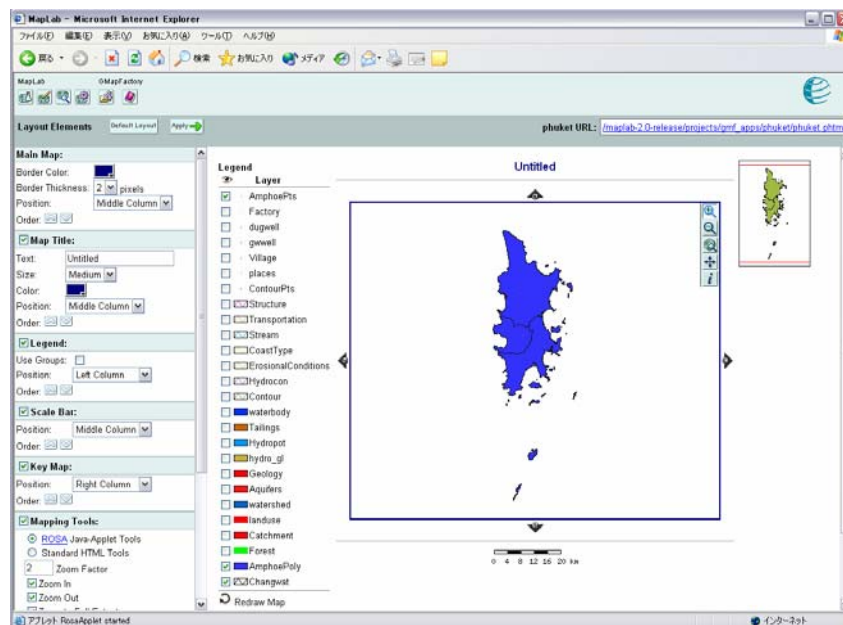 MapLab - Microsoft Internet Explorer
ファイル(F) 編集(E) 表示(V) お気に入り(A) ツール(T) ヘルプ(H)
戻る 検索 お気に入り メディア
MapLab GMapFactory
Layout Elements Default Layout Apply
phuket URL: /maplab-2.0-release/projects/gmf_apps/phuket/phuket.phtm
Main Map:
Border Color:
Border Thickness: 2 pixels
Position: Middle Column
Order:
Map Title:
Text: Untitled
Size: Medium
Color:
Position: Middle Column
Order:
Legend:
Use Groups:
Position: Left Column
Order:
Scale Bar:
Position: Middle Column
Order:
Key Map:
Position: Right Column
Order:
Mapping Tools:
ROSA Java-Applet Tools
Standard HTML Tools
2 Zoom Factor
Zoom In
Zoom Out
Legend
Layer
AmphoePts
Factory
dugwell
gwwell
Village
places
ContourPts
Structure
Transportation
Stream
CoastType
ErosionalConditions
Hydrocon
Contour
waterbody
Tailings
Hydropot
hydro_gl
Geology
Aquifers
watershed
landuse
Catchment
Forest
AmphoePoly
Changwat
Redraw Map
Untitled
i
0 4 8 12 16 20 km
アプレット RosaApplet started
インターネット